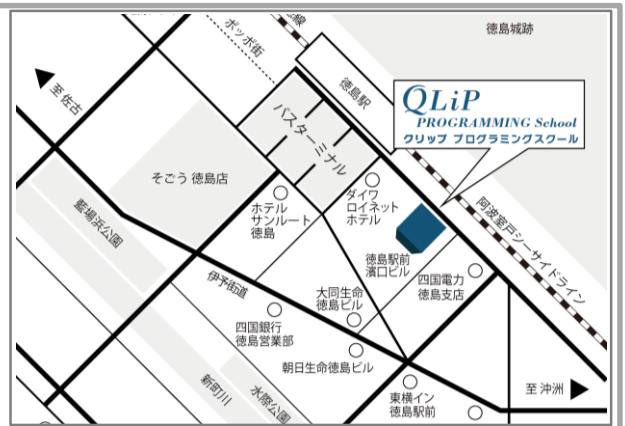 徳島城跡
線
ポッポ街
徳島駅
至 佐古
QLiP
PROGRAMMING School
クリップ プログラミングスクール
バスターミナル
そごう 徳島店
ホテル
サンルート
徳島
ダイワ
ロイネット
ホテル
阿波室戸シーサイドライン
藍場浜公園
徳島駅前
濱口ビル
四国電力
徳島支店
伊予街道
大同生命
徳島ビル
四国銀行
徳島営業部
朝日生命徳島ビル
新町川
水際公園
東横イン
徳島駅前
至 沖洲